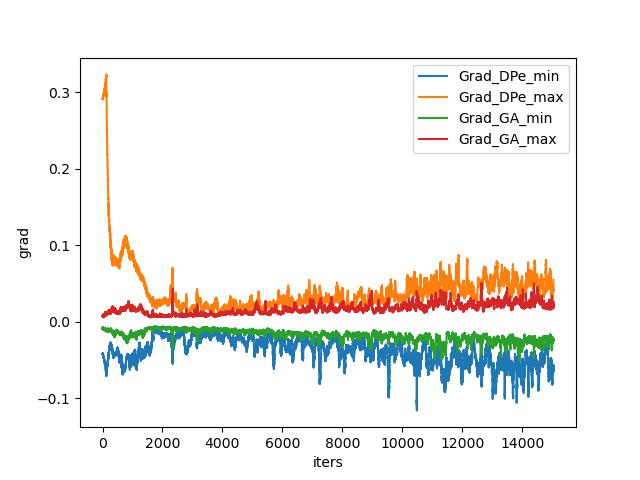 Grad_DPe_min
Grad_DPe_max
Grad_GA_min
Grad_GA_max
0.3
0.2
0.1
0.0
−0.1
grad
0 2000 4000 6000 8000 10000 12000 14000
iters